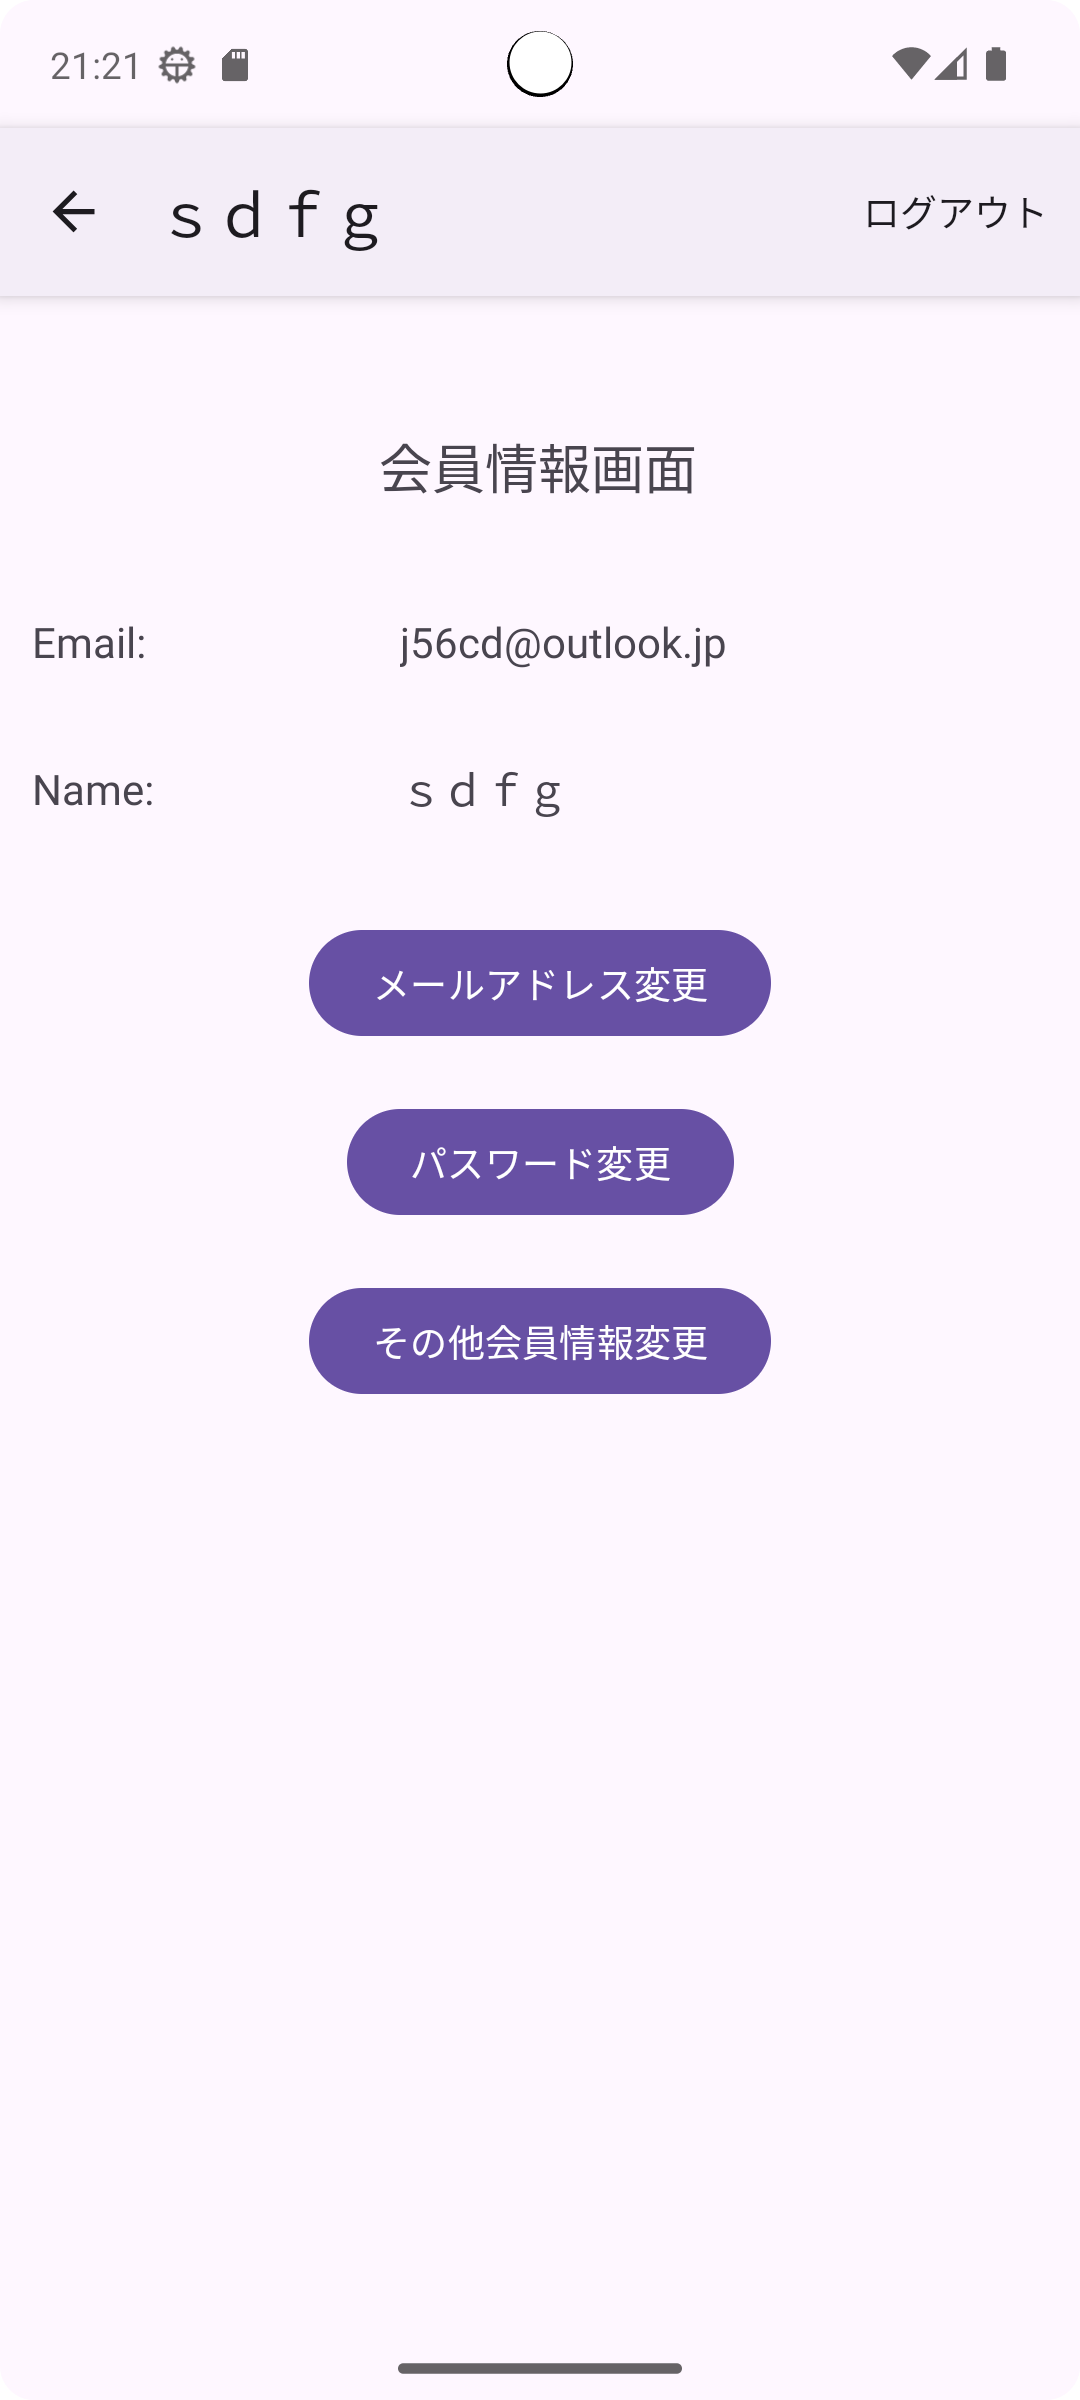 21:21
ｓｄｆｇ
ログアウト
会員情報画面
Email: j56cd@outlook.jp
Name: ｓｄｆｇ
メールアドレス変更
パスワード変更
その他会員情報変更